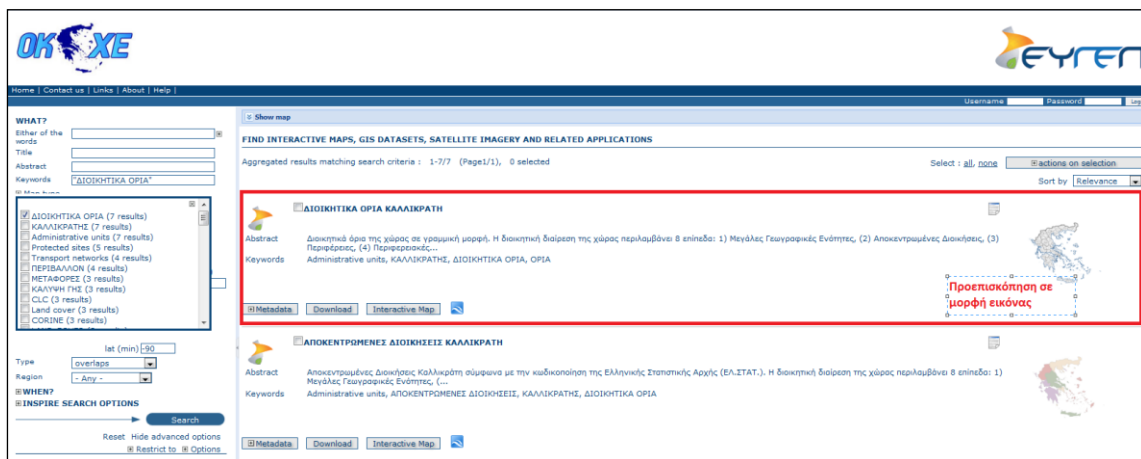 ΟΚΧΕ
ΕΥΓΕΠ
Home | Contact us | Links | About | Help |
Username Password Log
WHAT?
Either of the words
Title
Abstract
Keywords "ΔΙΟΙΚΗΤΙΚΑ ΟΡΙΑ"
Map type
ΔΙΟΙΚΗΤΙΚΑ ΟΡΙΑ (7 results)
ΚΑΛΛΙΚΡΑΤΗΣ (7 results)
Administrative units (7 results)
Protected sites (5 results)
Transport networks (4 results)
ΠΕΡΙΒΑΛΛΟΝ (4 results)
ΜΕΤΑΦΟΡΕΣ (3 results)
ΚΑΛΥΨΗ ΓΗΣ (3 results)
CLC (3 results)
Land cover (3 results)
CORINE (3 results)
lat (min) -90
Type overlaps
Region - Any -
WHEN?
INSPIRE SEARCH OPTIONS
Search
Reset Hide advanced options
Restrict to Options
Show map
FIND INTERACTIVE MAPS, GIS DATASETS, SATELLITE IMAGERY AND RELATED APPLICATIONS
Aggregated results matching search criteria : 1-7/7 (Page1/1), 0 selected
Select : all, none actions on selection
Sort by Relevance
ΔΙΟΙΚΗΤΙΚΑ ΟΡΙΑ ΚΑΛΛΙΚΡΑΤΗ
Abstract Διοικητικά όρια της χώρας σε γραμμική μορφή. Η διοικητική διαίρεση της χώρας περιλαμβάνει 8 επίπεδα: 1) Μεγάλες Γεωγραφικές Ενότητες, (2) Αποκεντρωμένες Διοικήσεις, (3)
Περιφέρειες, (4) Περιφερειακές...
Keywords Administrative units, ΚΑΛΛΙΚΡΑΤΗΣ, ΔΙΟΙΚΗΤΙΚΑ ΟΡΙΑ, ΟΡΙΑ
Προεπισκόπηση σε
μορφή εικόνας
Metadata Download Interactive Map
ΑΠΟΚΕΝΤΡΩΜΕΝΕΣ ΔΙΟΙΚΗΣΕΙΣ ΚΑΛΛΙΚΡΑΤΗ
Abstract Αποκεντρωμένες Διοικήσεις Καλλικράτη σύμφωνα με την κωδικοποίηση της Ελληνικής Στατιστικής Αρχής (ΕΛ.ΣΤΑΤ.). Η διοικητική διαίρεση της χώρας περιλαμβάνει 8 επίπεδα: 1)
Μεγάλες Γεωγραφικές Ενότητες, (...
Keywords Administrative units, ΑΠΟΚΕΝΤΡΩΜΕΝΕΣ ΔΙΟΙΚΗΣΕΙΣ, ΚΑΛΛΙΚΡΑΤΗΣ, ΔΙΟΙΚΗΤΙΚΑ ΟΡΙΑ
Metadata Download Interactive Map